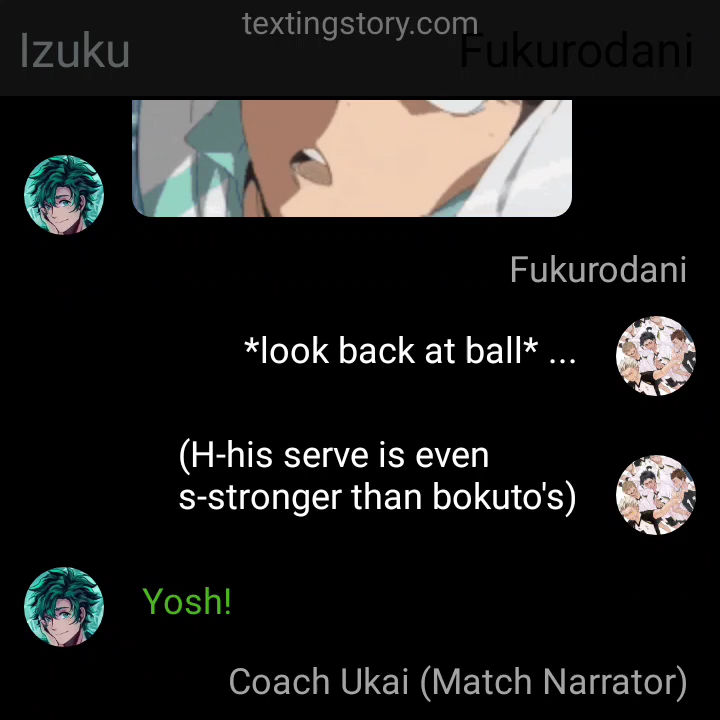 textingstory.com
Izuku
Fukurodani
Fukurodani
*look back at ball* ...
(H-his serve is even
s-stronger than bokuto's)
Yosh!
Coach Ukai (Match Narrator)